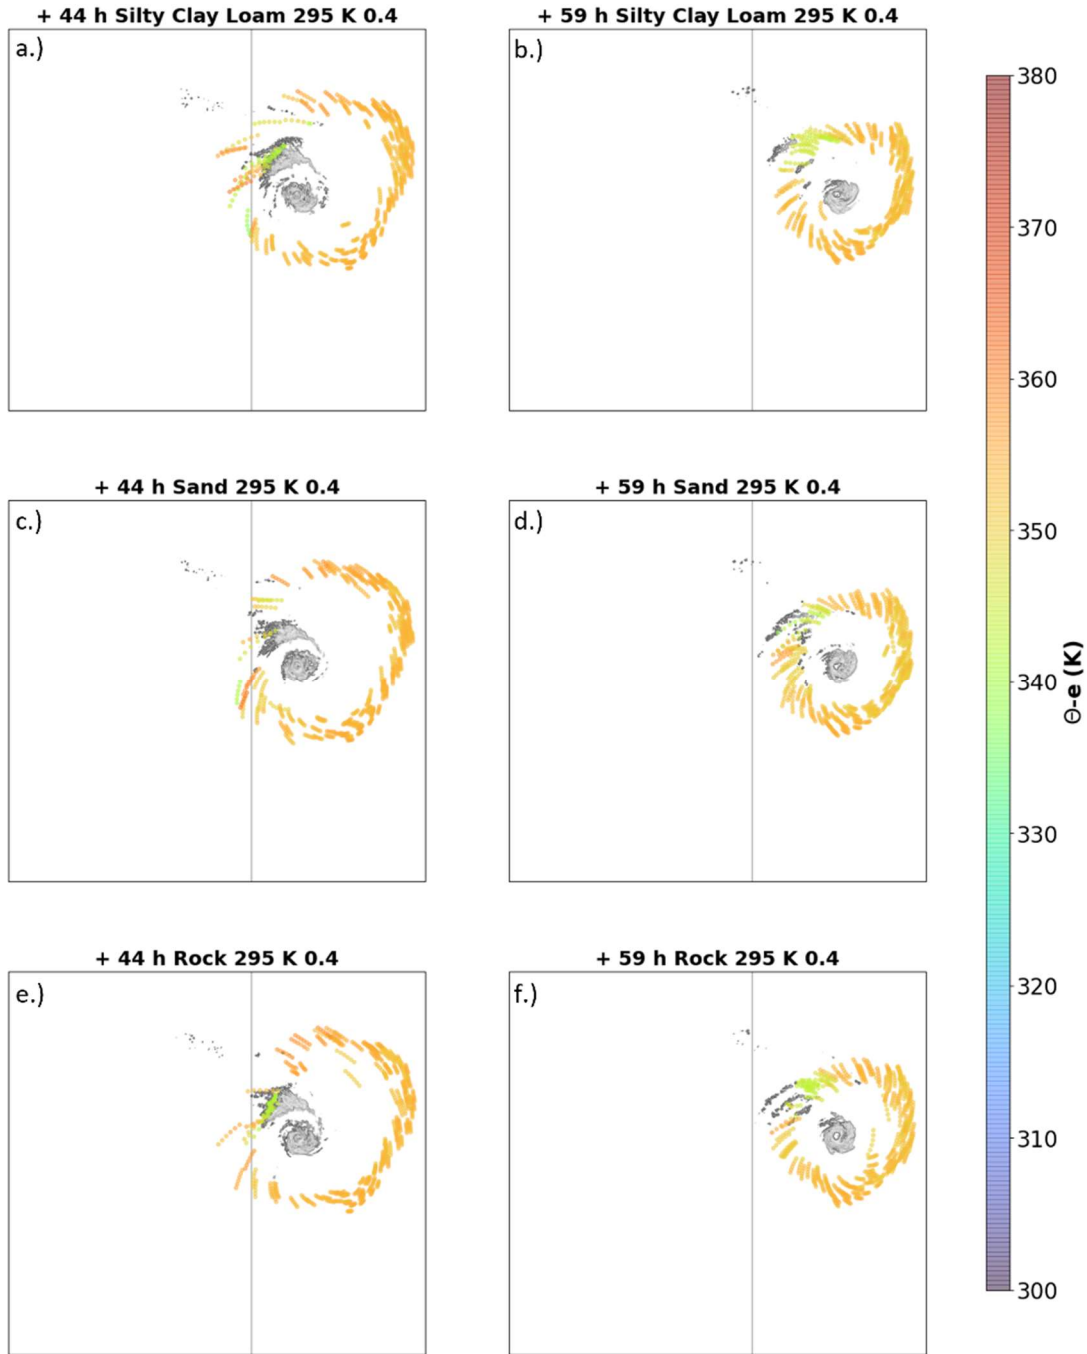 + 44 h Silty Clay Loam 295 K 0.4
+ 59 h Silty Clay Loam 295 K 0.4
a.)
b.)
380
370
360
350
+ 44 h Sand 295 K 0.4
+ 59 h Sand 295 K 0.4
c.)
d.)
340
Θ-e (K)
330
320
+ 44 h Rock 295 K 0.4
+ 59 h Rock 295 K 0.4
e.)
f.)
310
300